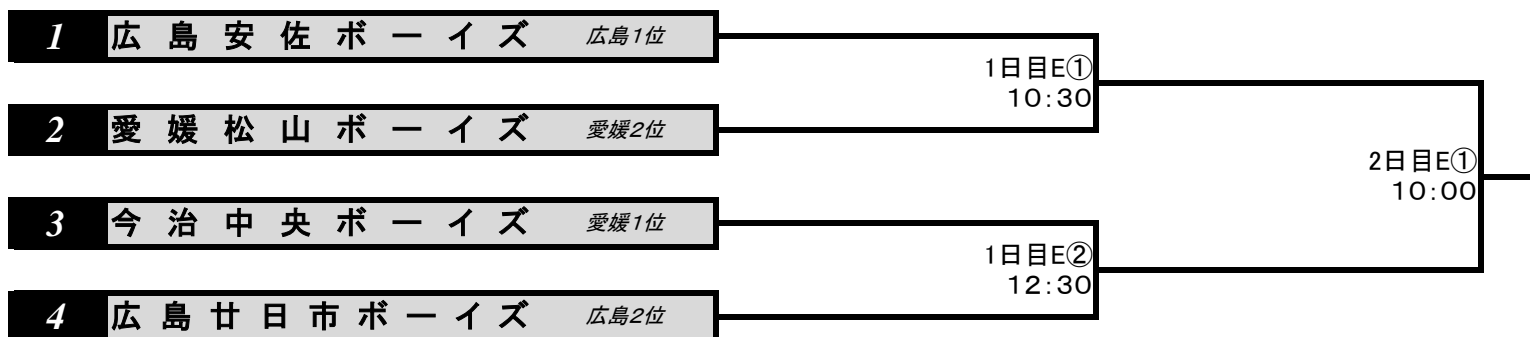 1 広島安佐ボーイズ 広島1位
1日目E①
10:30
2 愛媛松山ボーイズ 愛媛2位
2日目E①
10:00
3 今治中央ボーイズ 愛媛1位
1日目E②
12:30
4 広島廿日市ボーイズ 広島2位